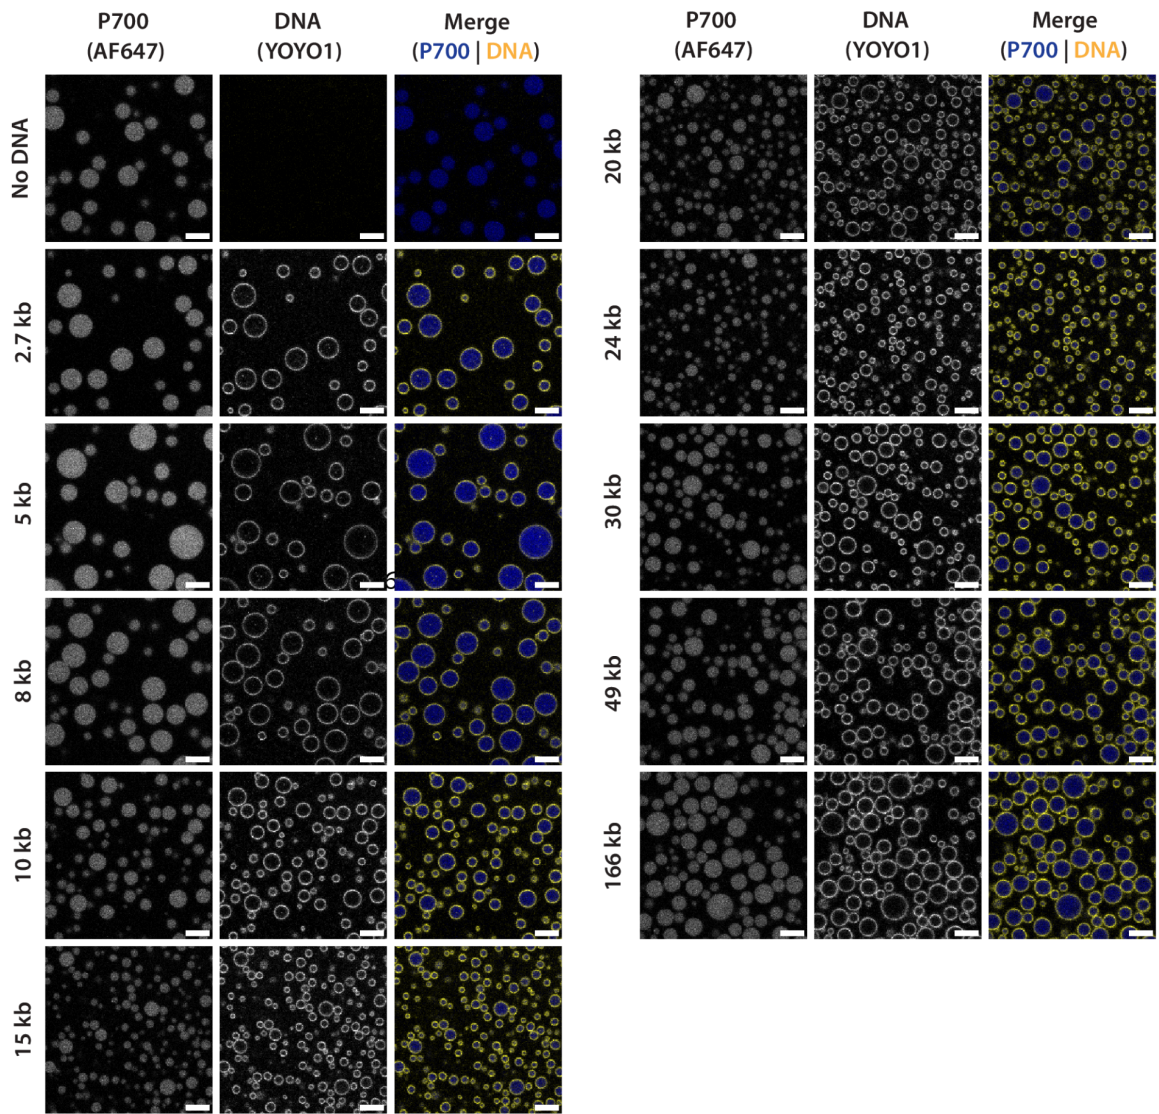 P700 DNA Merge P700 DNA Merge
(AF647) (YOYO1) (P700 | DNA) (AF647) (YOYO1) (P700 | DNA)
No DNA 20 kb
2.7 kb 24 kb
5 kb 30 kb
6
8 kb 49 kb
10 kb 166 kb
15 kb